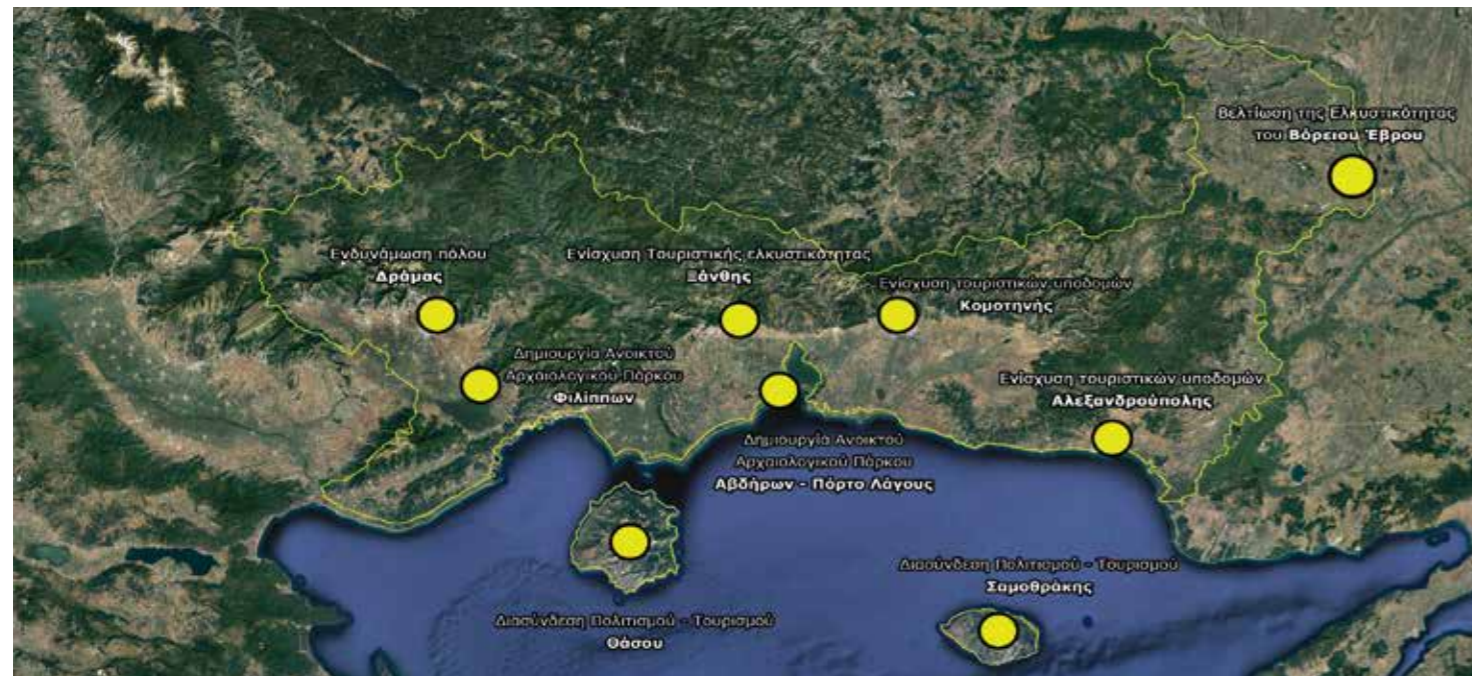 Βελτίωση της Ελκυστικότητας
του Βόρειου Έβρου
Ενδυνάμωση πόλου
Δράμας
Ενίσχυση Τουριστικής ελκυστικότητας
Ξάνθης
Ενίσχυση τουριστικών υποδομών
Κομοτηνής
Δημιουργία Ανοικτού
Αρχαιολογικού Πάρκου
Φιλίππων
Ενίσχυση τουριστικών υποδομών
Αλεξανδρούπολης
Δημιουργία Ανοικτού
Αρχαιολογικού Πάρκου
Αβδήρων - Πόρτο Λάγους
Διασύνδεση Πολιτισμού - Τουρισμού
Σαμοθράκης
Διασύνδεση Πολιτισμού - Τουρισμού
Θάσου